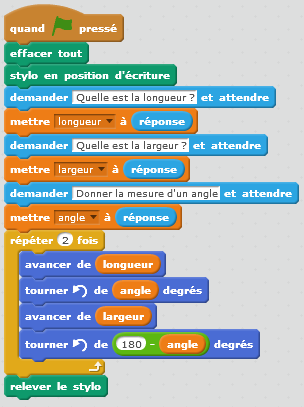 quand pressé
effacer tout
stylo en position d'écriture
demander Quelle est la longueur ? et attendre
mettre longueur à réponse
demander Quelle est la largeur ? et attendre
mettre largeur à réponse
demander Donner la mesure d'un angle et attendre
mettre angle à réponse
répéter 2 fois
avancer de longueur
tourner de angle degrés
avancer de largeur
tourner de 180 - angle degrés
relever le stylo